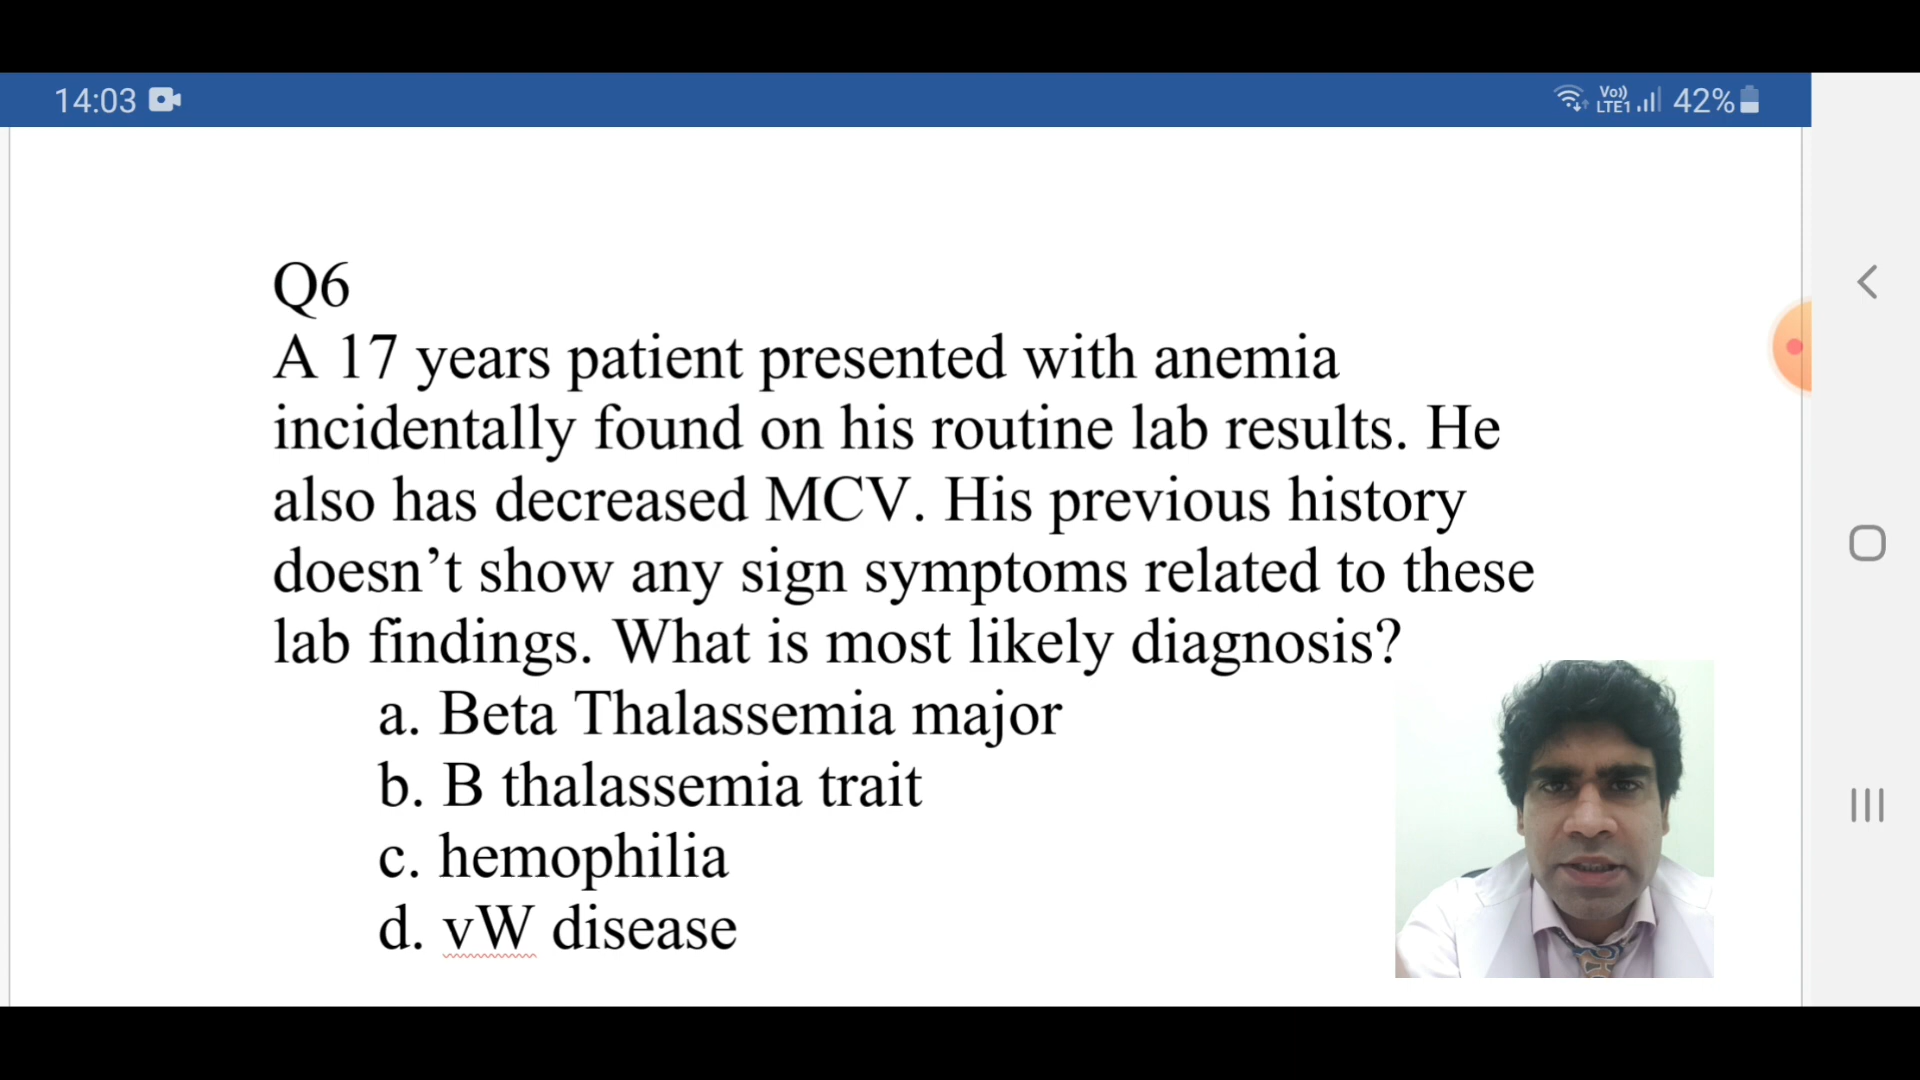 14:03
Vo))
LTE1
42%
Q6
A 17 years patient presented with anemia
incidentally found on his routine lab results. He
also has decreased MCV. His previous history
doesn’t show any sign symptoms related to these
lab findings. What is most likely diagnosis?
a. Beta Thalassemia major
b. B thalassemia trait
c. hemophilia
d. vW disease